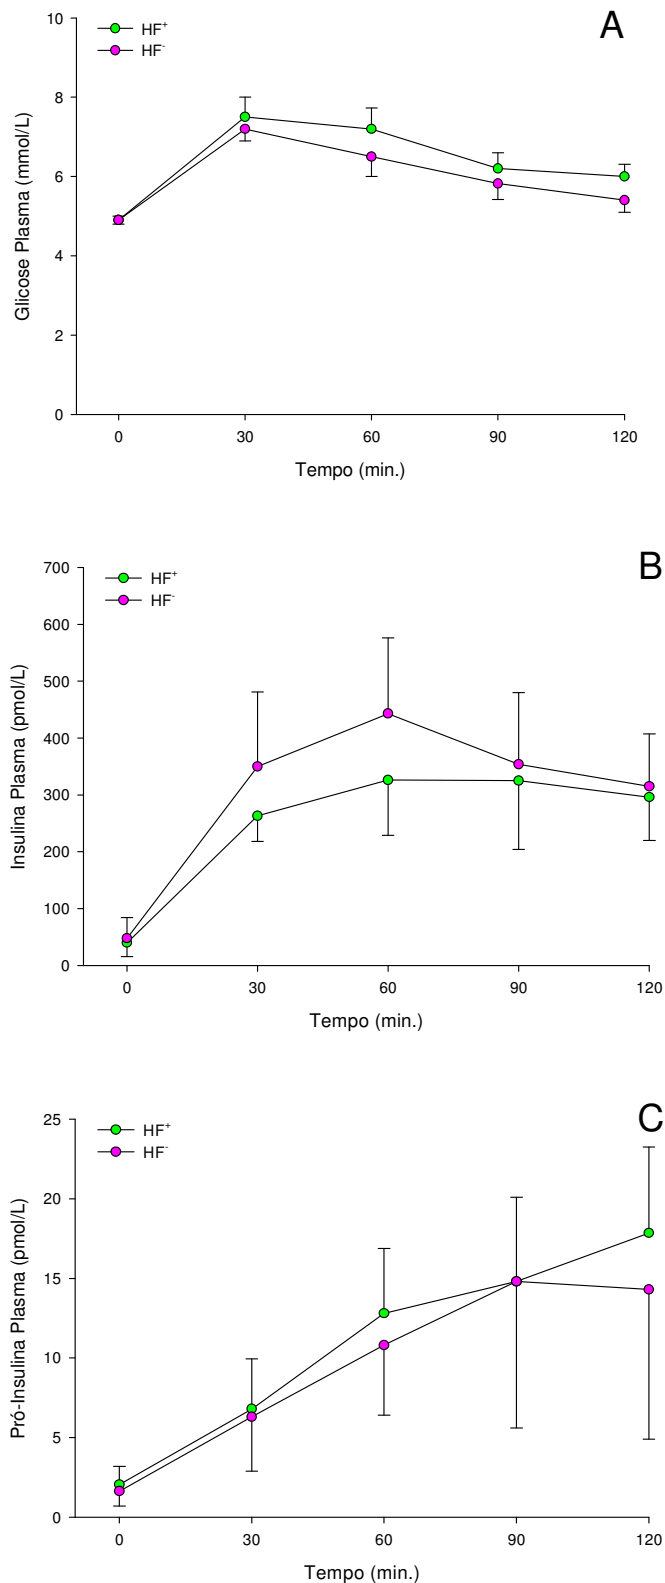 A
HF⁺
HF⁻
10
8
6
4
2
0
Glicose Plasma (mmol/L)
0 30 60 90 120
Tempo (min.)
B
HF⁺
HF⁻
700
600
500
400
300
200
100
0
Insulina Plasma (pmol/L)
0 30 60 90 120
Tempo (min.)
C
HF⁺
HF⁻
25
20
15
10
5
0
Pró-Insulina Plasma (pmol/L)
0 30 60 90 120
Tempo (min.)